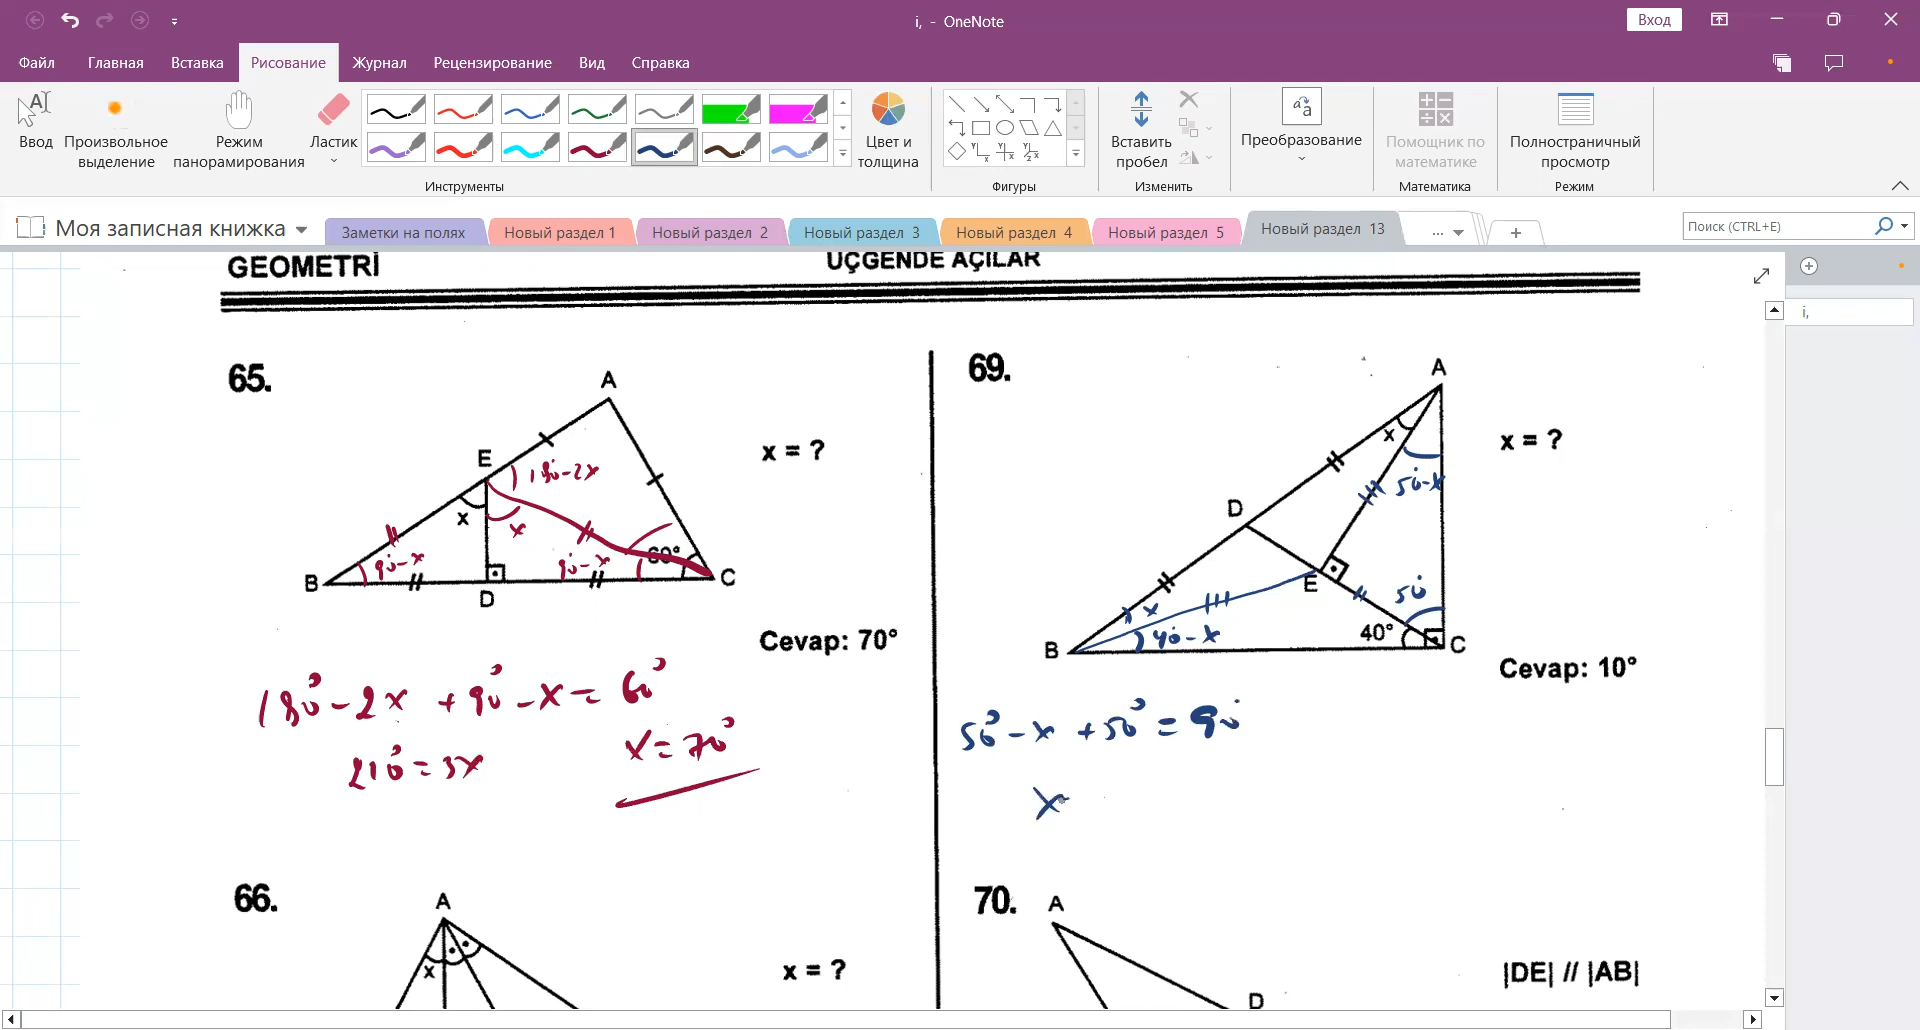 i, - OneNote
Вход
Файл Главная Вставка Рисование Журнал Рецензирование Вид Справка
Ввод
Произвольное выделение
Режим панорамирования
Ластик
Цвет и толщина
Вставить пробел
Преобразование
Помощник по математике
Полностраничный просмотр
Инструменты Фигуры Изменить Математика Режим
Моя записная книжка
Заметки на полях Новый раздел 1 Новый раздел 2 Новый раздел 3 Новый раздел 4 Новый раздел 5 Новый раздел 13 ... +
Поиск (CTRL+E)
i,
GEOMETRİ
ÜÇGENDE AÇILAR
65.
A
E
x = ?
180°-2x
x
x
90-x
90-x
60°
B
D
C
Cevap: 70°
180°-2x+90°-x=60°
210°=3x
x=70°
69.
A
x
x = ?
50-x
D
E
50
x
40-x
40°
B
C
Cevap: 10°
50°-x+50°=90°
x
66.
A
x
x = ?
70.
A
D
|DE| // |AB|